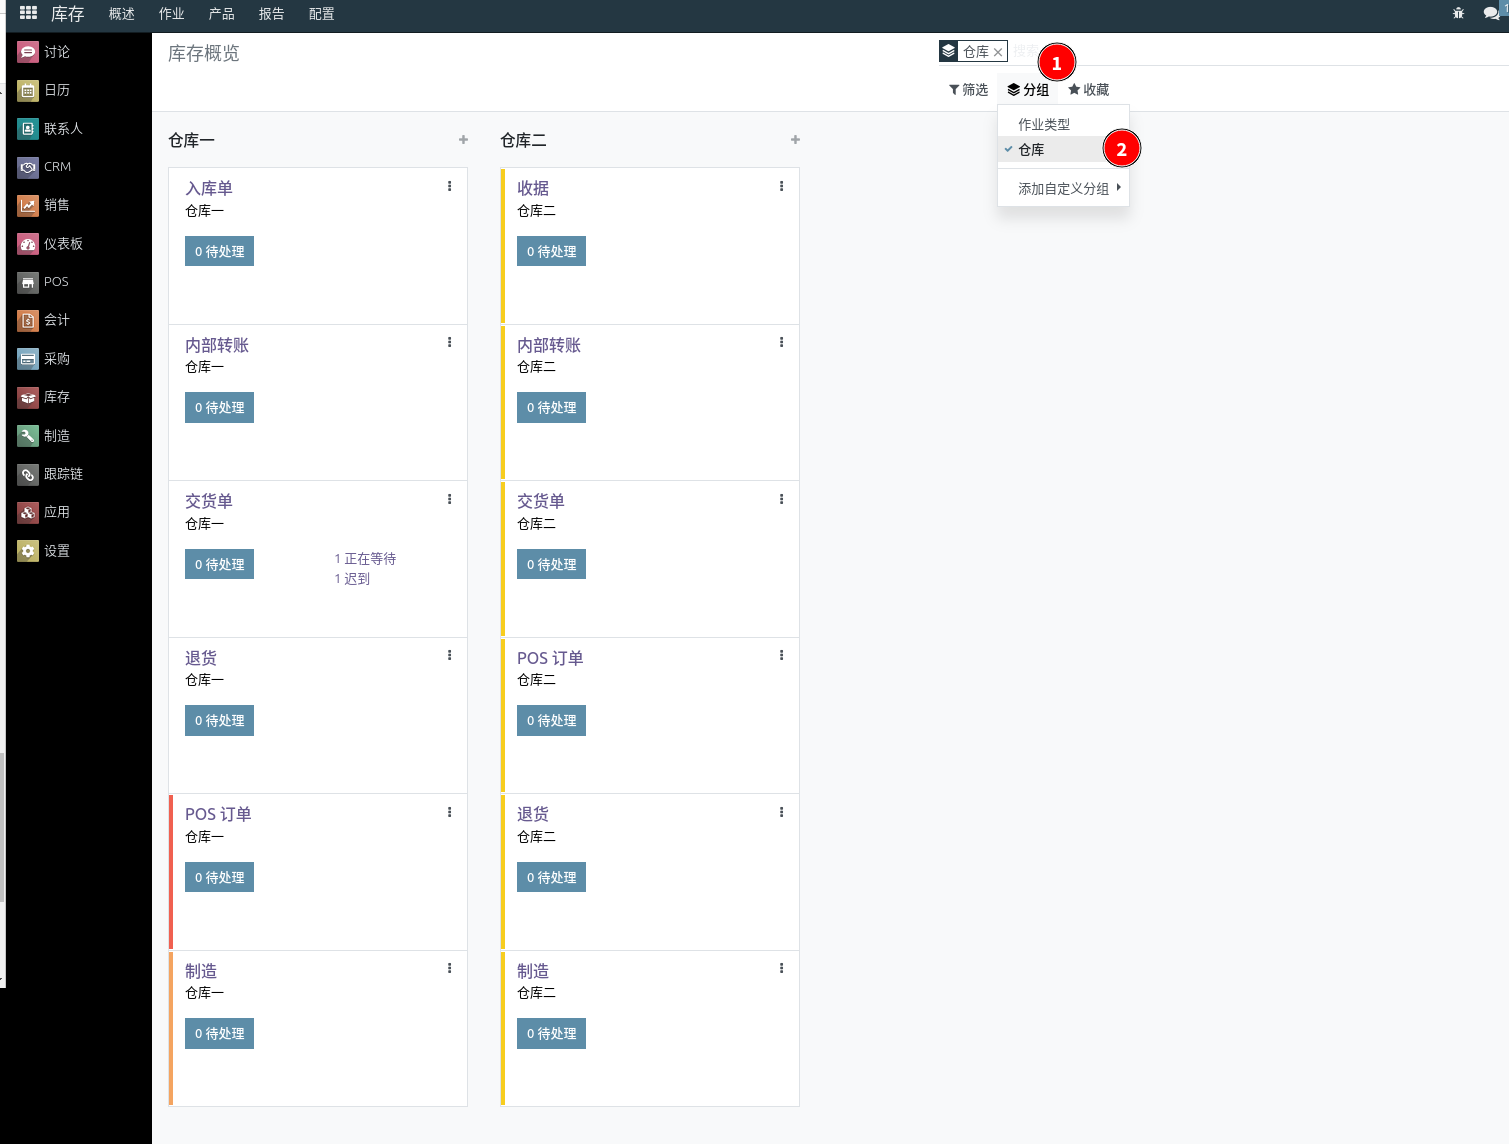 库存 概述 作业 产品 报告 配置
讨论
日历
联系人
CRM
销售
仪表板
POS
会计
采购
库存
制造
跟踪链
应用
设置
库存概览
仓库 × 搜索
1
筛选 分组 收藏
作业类型
仓库
2
添加自定义分组
仓库一
入库单
仓库一
0 待处理
内部转账
仓库一
0 待处理
交货单
仓库一
0 待处理
1 正在等待
1 迟到
退货
仓库一
0 待处理
POS 订单
仓库一
0 待处理
制造
仓库一
0 待处理
仓库二
收据
仓库二
0 待处理
内部转账
仓库二
0 待处理
交货单
仓库二
0 待处理
POS 订单
仓库二
0 待处理
退货
仓库二
0 待处理
制造
仓库二
0 待处理